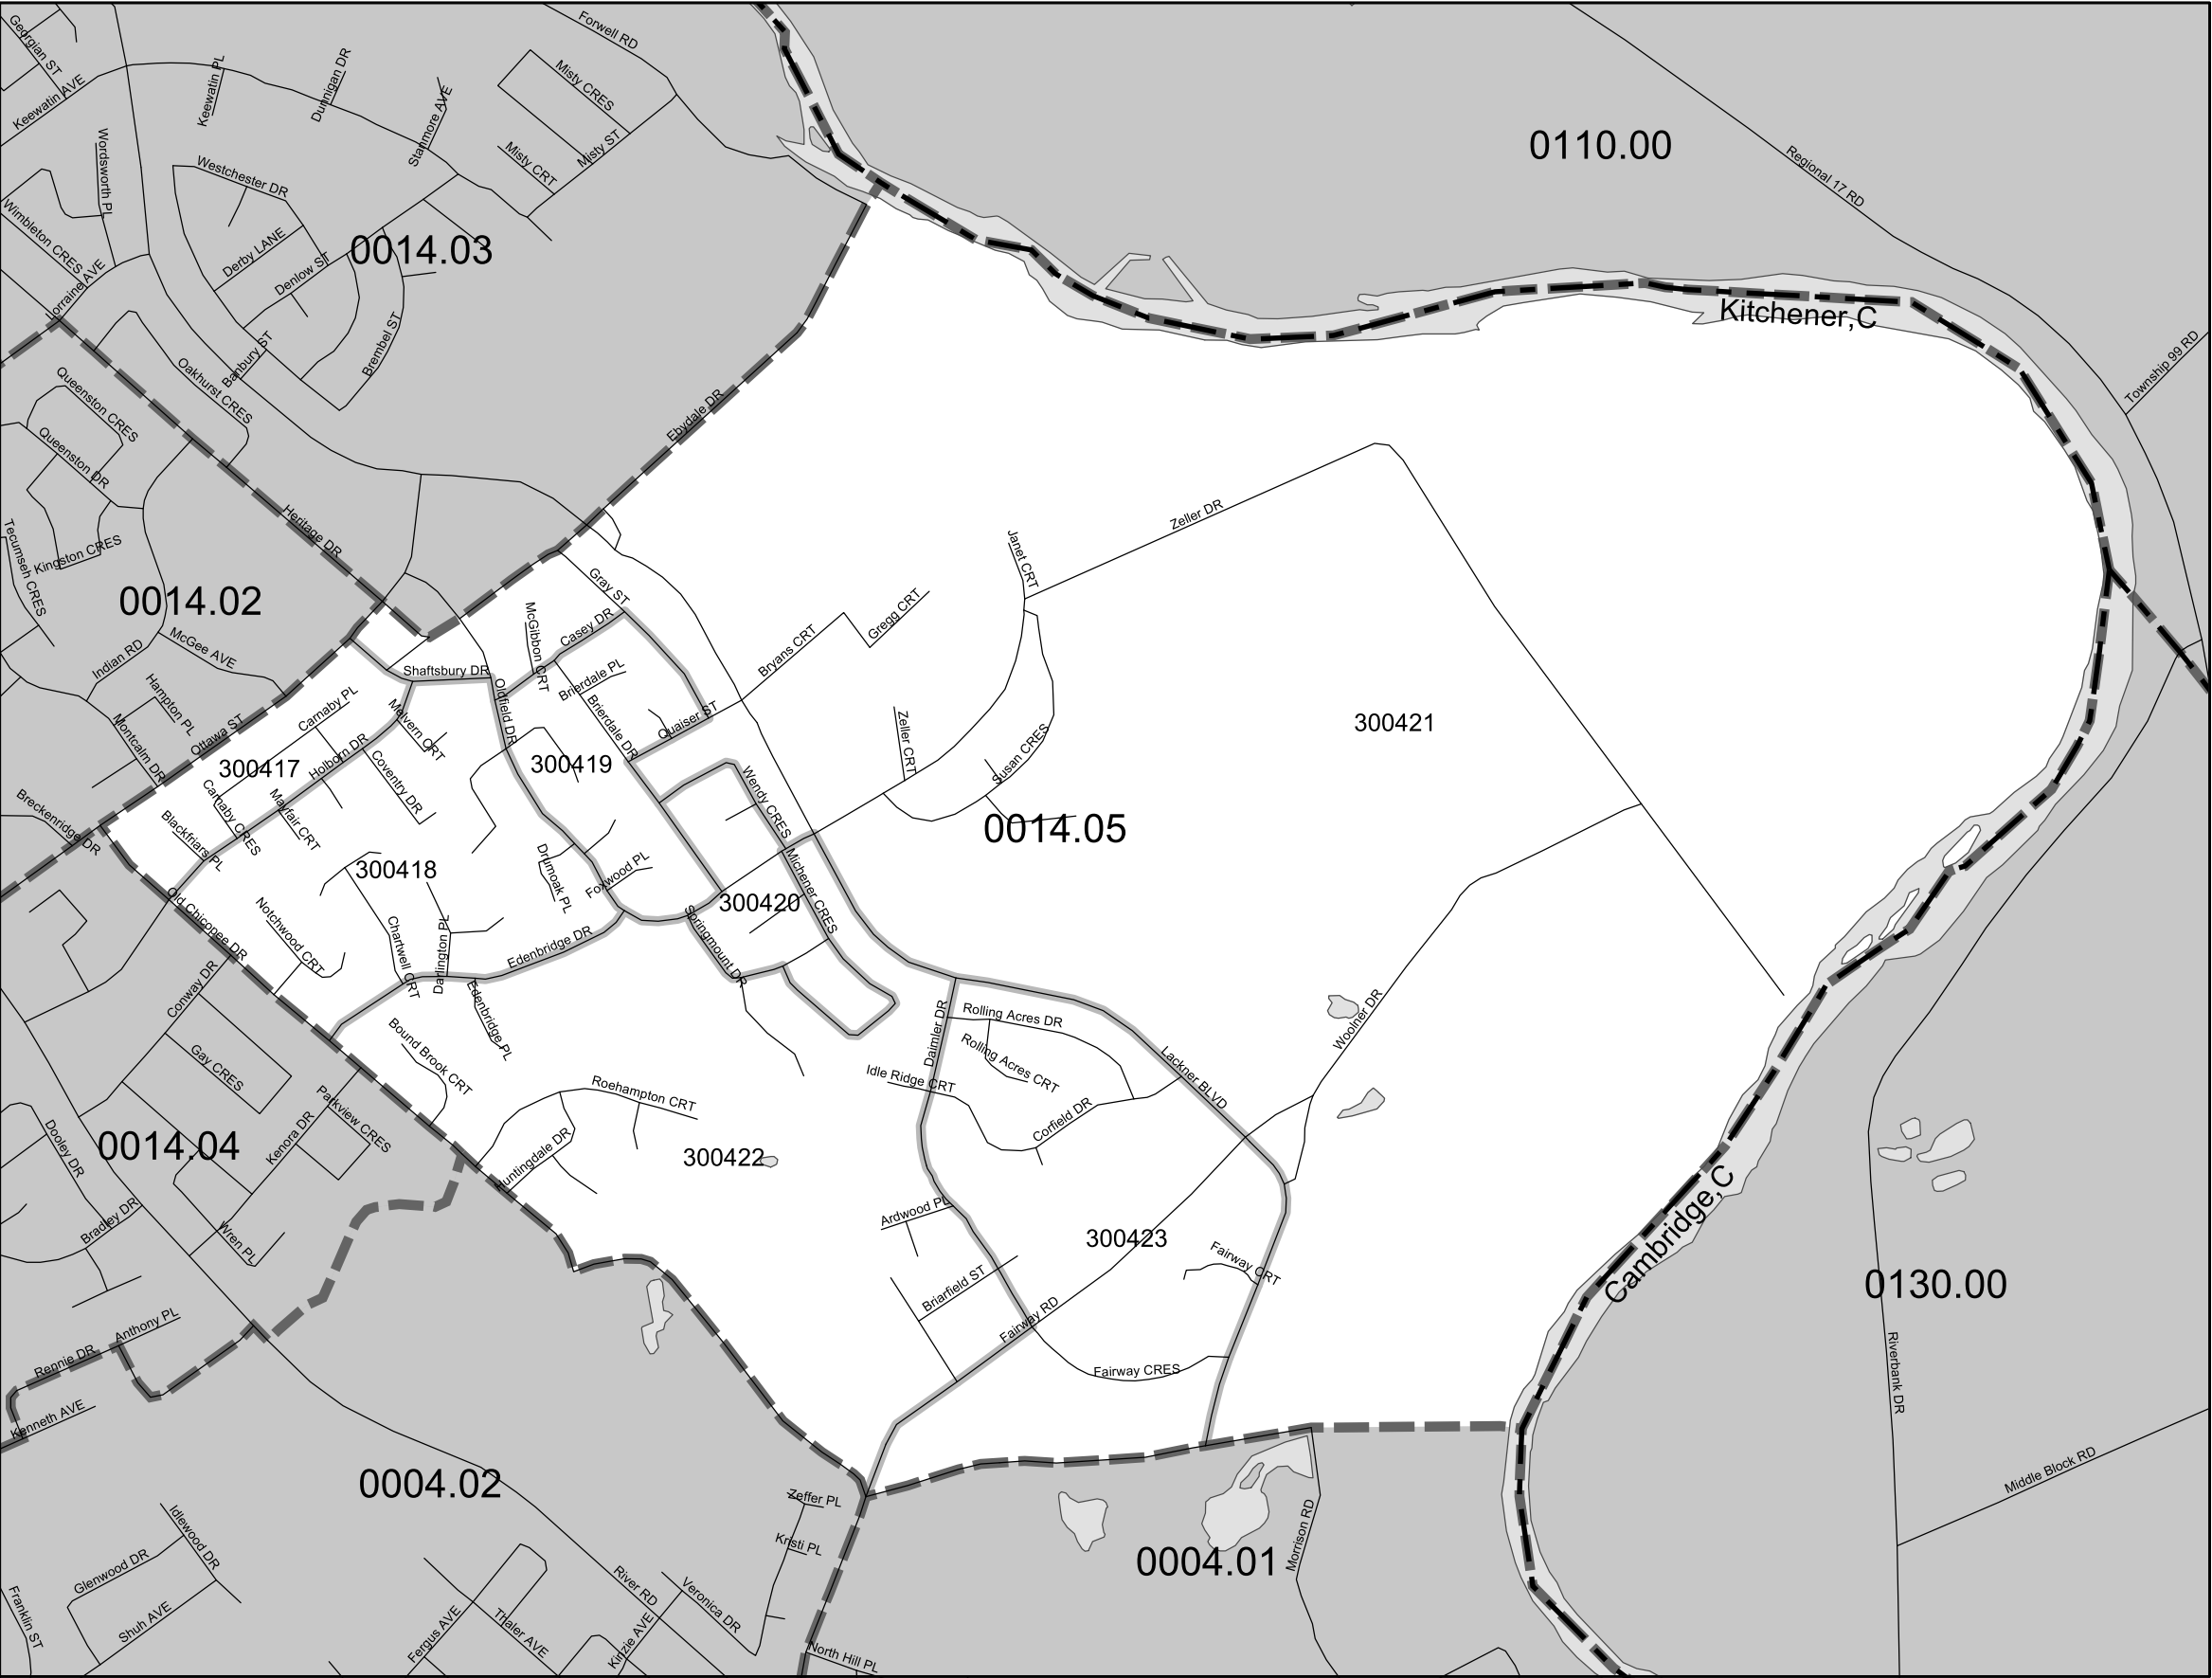 Georgian ST
Keewatin AVE
Keewatin PL
Dunnigan DR
Stanmore AVE
Forwell RD
Misty CRES
Misty ST
Misty CRT
Wordsworth PL
Westchester DR
Wimbleton CRES
Lorraine AVE
Derby LANE
Denlow ST
0014.03
Brembel ST
Banbury ST
Oakhurst CRES
0110.00
Regional 17 RD
Kitchener,C
Township 99 RD
Queenston CRES
Queenston DR
Tecumseh CRES
Kingston CRES
Heritage DR
Ebydale DR
0014.02
Indian RD
McGee AVE
Hampton PL
Montcalm DR
Ottawa ST
Breckenridge DR
Shaftsbury DR
Gray ST
Casey DR
McGibbon CRT
Brierdale PL
Brierdale DR
Oldfield DR
Quaiser ST
Bryans CRT
Gregg CRT
Janet CRT
Zeller DR
Zeller CRT
Susan CRES
300421
0014.05
Carnaby PL
Melvern CRT
300417
Holborn DR
Coventry DR
Carnaby CRES
Mayfair CRT
Blackfriars PL
300419
Wendy CRES
300418
Drumoak PL
Foxwood PL
300420
Michener CRES
Springmount DR
Old Chicopee DR
Notchwood CRT
Chartwell CRT
Darlington PL
Edenbridge DR
Edenbridge PL
Conway DR
Gay CRES
Bound Brook CRT
Parkview CRES
Kenora DR
0014.04
Dooley DR
Bradley DR
Wren PL
Roehampton CRT
Huntingdale DR
300422
Daimler DR
Rolling Acres DR
Rolling Acres CRT
Idle Ridge CRT
Corfield DR
Lackner BLVD
Woolner DR
Ardwood PL
300423
Fairway CRT
Briarfield ST
Fairway RD
Fairway CRES
Cambridge,C
0130.00
Riverbank DR
Middle Block RD
Anthony PL
Rennie DR
Kenneth AVE
0004.02
Zeffer PL
Kristi PL
0004.01
Morrison RD
Idlewood DR
Glenwood DR
Shuh AVE
Franklin ST
Fergus AVE
Thaler AVE
River RD
Kinzie AVE
Veronica DR
North Hill PL